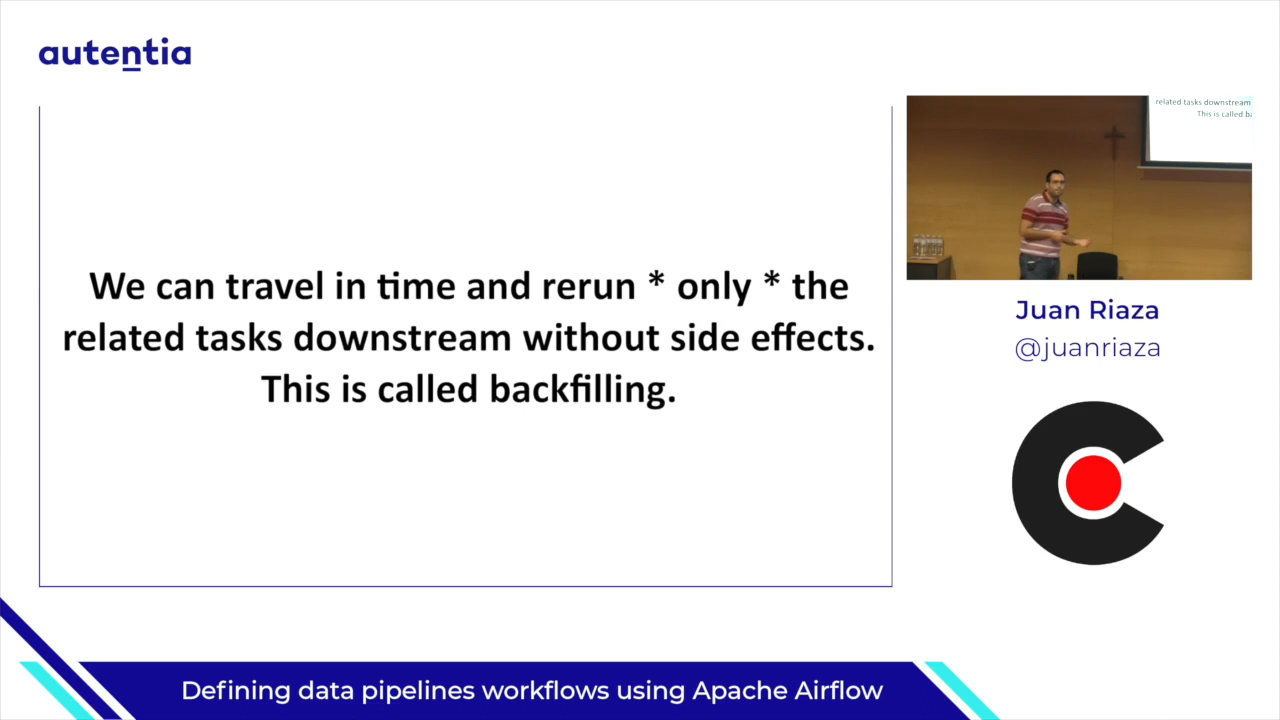 autentia
We can travel in time and rerun * only * the
related tasks downstream without side effects.
This is called backfilling.
related tasks downstream
This is called ba
Juan Riaza
@juanriaza
Defining data pipelines workflows using Apache Airflow